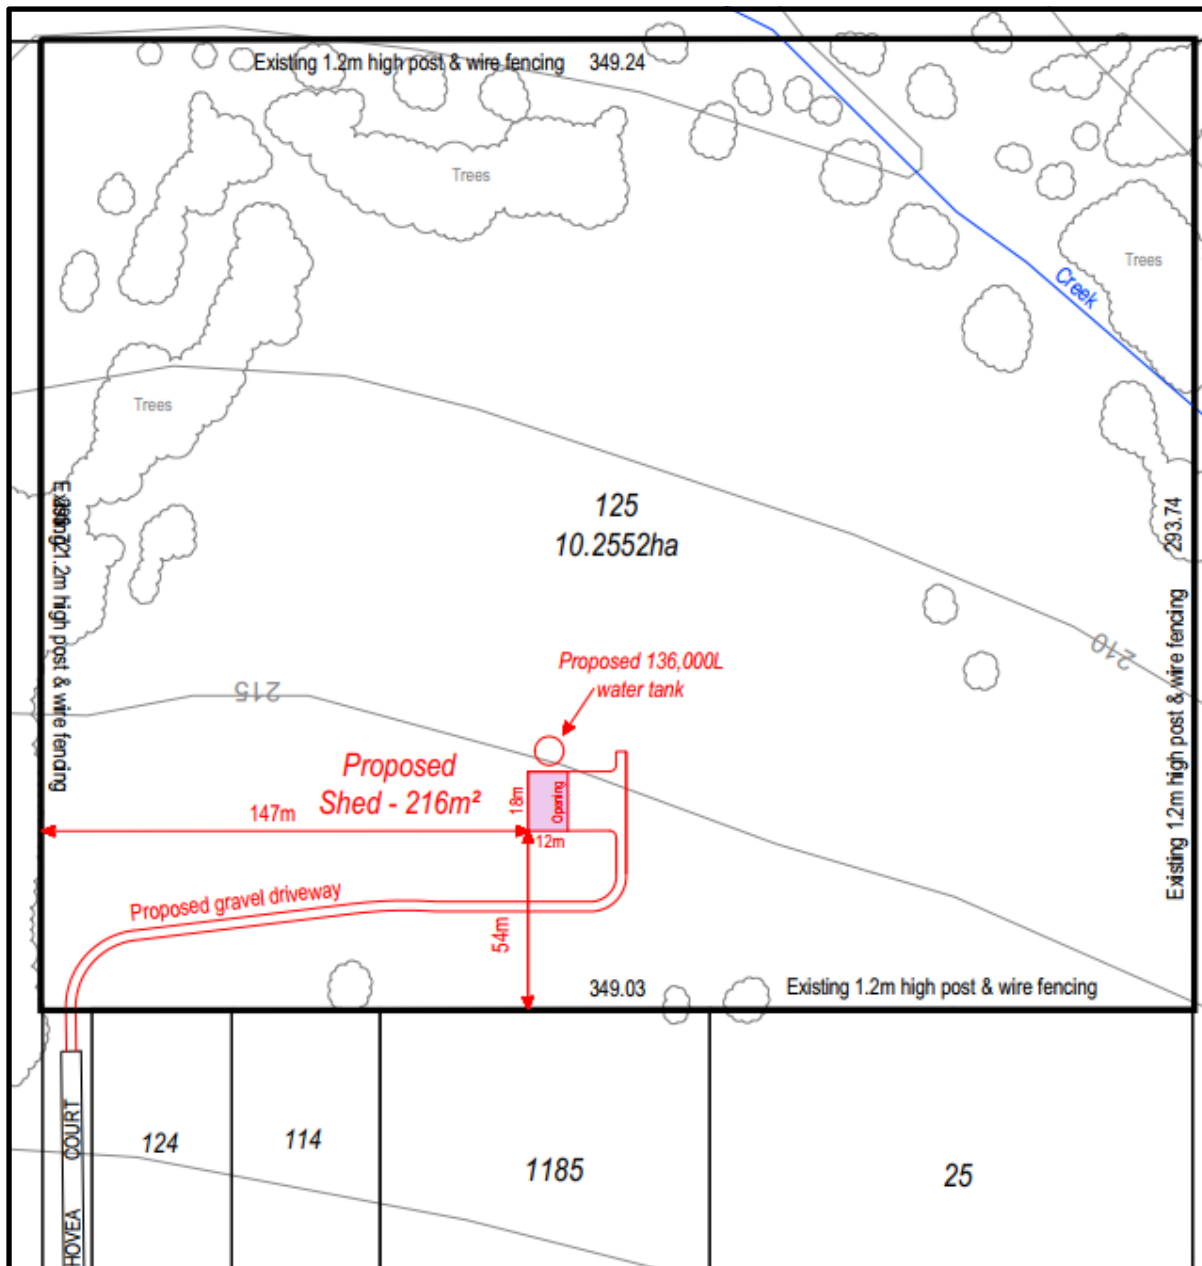 Existing 1.2m high post & wire fencing 349.24
Trees
Creek
Trees
Trees
125
10.2552ha
293.74
Existing 1.2m high post & wire fencing
Existing 1.2m high post & wire fencing
210
Proposed 136,000L
water tank
215
Proposed
Shed - 216m²
18m
Opening
147m
12m
Proposed gravel driveway
54m
349.03
Existing 1.2m high post & wire fencing
HOVEA COURT
124
114
1185
25